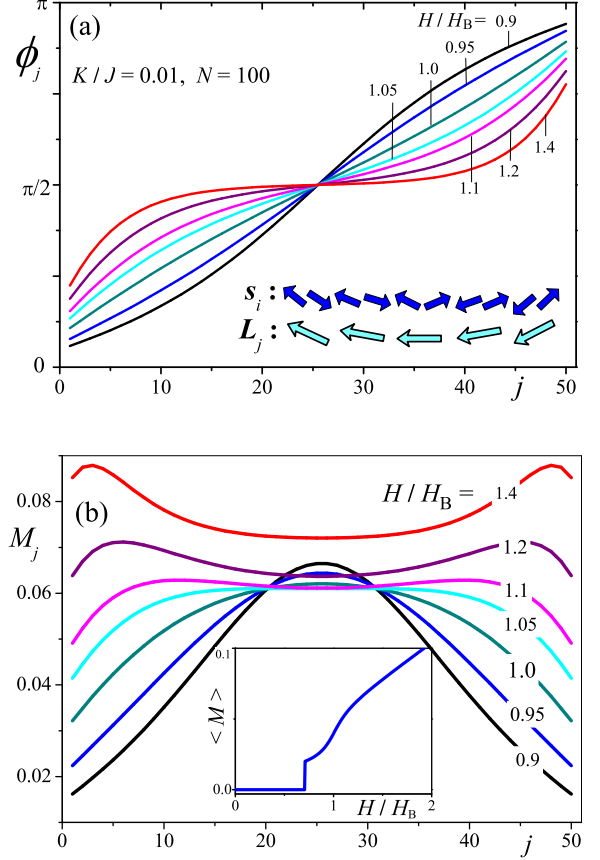 π
(a)
H / H_B = 0.9
ϕ_j
0.95
K / J = 0.01, N = 100
1.0
1.05
π/2
1.1
1.2
1.4
s_i :
L_j :
0
0 10 20 30 40 j 50
(b)
H / H_B =
1.4
0.08
M_j
1.2
0.06
1.1
1.05
0.04
1.0
0.95
0.02
0.9
0.1
< M >
0.0
0 1 H / H_B 2
0 10 20 30 40 j 50